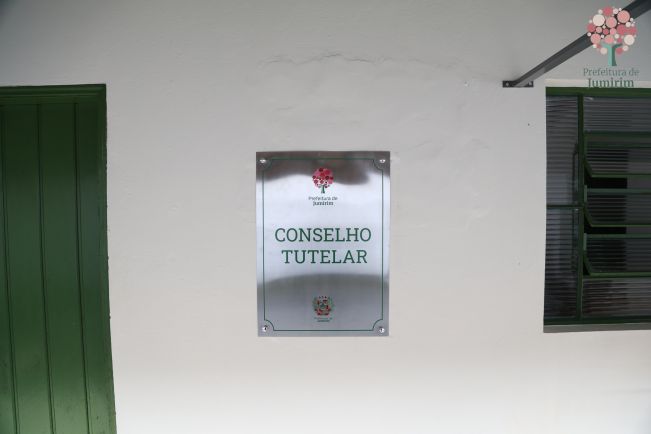 Prefeitura de
Jumirim
Prefeitura de
Jumirim
CONSELHO
TUTELAR